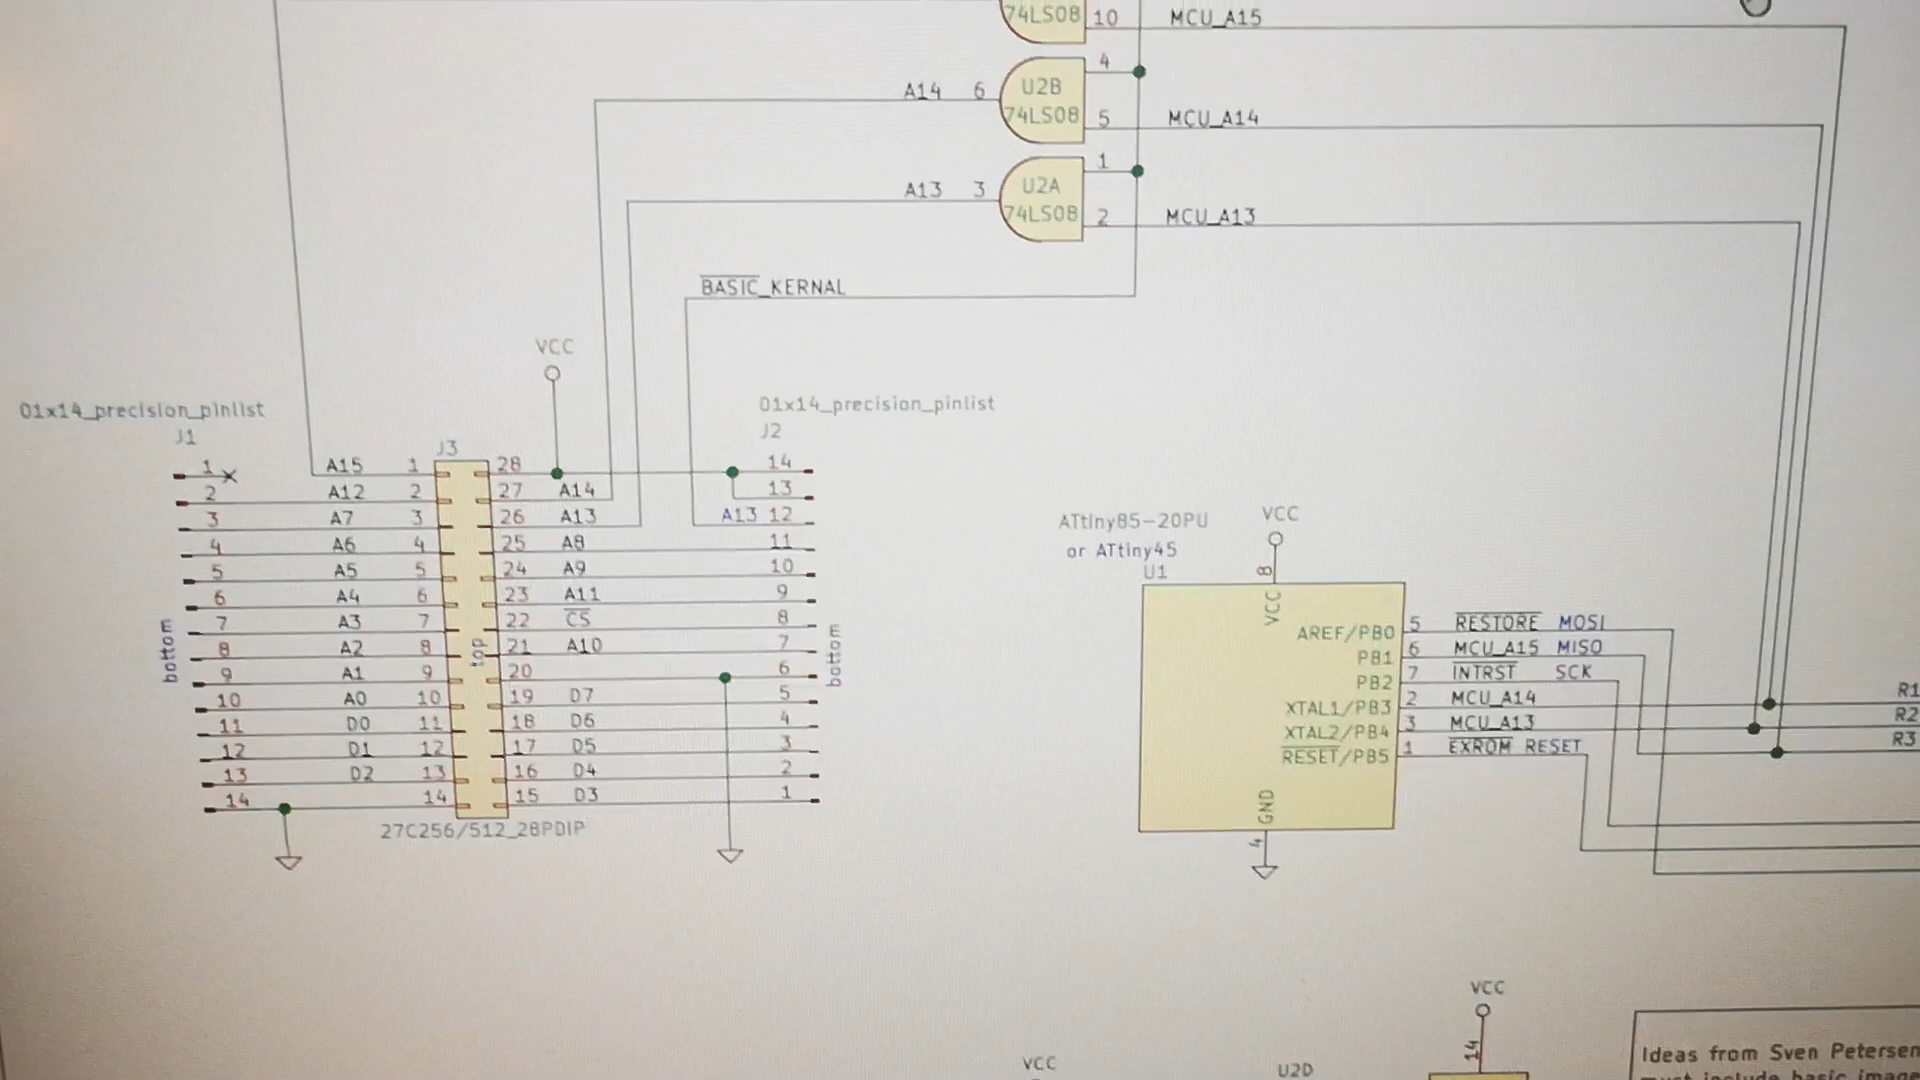 74LS08 10 MCU_A15
4
A14 6 U2B
74LS08 5 MCU_A14
1
A13 3 U2A
74LS08 2 MCU_A13
BASIC_KERNAL
VCC
01x14_precision_pinlist 01x14_precision_pinlist
J1 J2
J3
1 A15 1 28 14
2 A12 2 27 A14 13
3 A7 3 26 A13 A13 12
4 A6 4 25 A8 11
5 A5 5 24 A9 10
6 A4 6 23 A11 9
7 A3 7 22 CS 8
8 A2 8 21 A10 7
9 A1 9 20 6
10 A0 10 19 D7 5
11 D0 11 18 D6 4
12 D1 12 17 D5 3
13 D2 13 16 D4 2
14 14 15 D3 1
bottom top bottom
27C256/512_28PDIP
ATtiny85-20PU VCC
or ATtiny45
U1 8
VCC
AREF/PB0 5 RESTORE MOSI
PB1 6 MCU_A15 MISO
PB2 7 INTRST SCK
XTAL1/PB3 2 MCU_A14 R1
XTAL2/PB4 3 MCU_A13 R2
RESET/PB5 1 EXROM RESET R3
GND
4
VCC
14
VCC U2D
Ideas from Sven Petersen
must include basic image